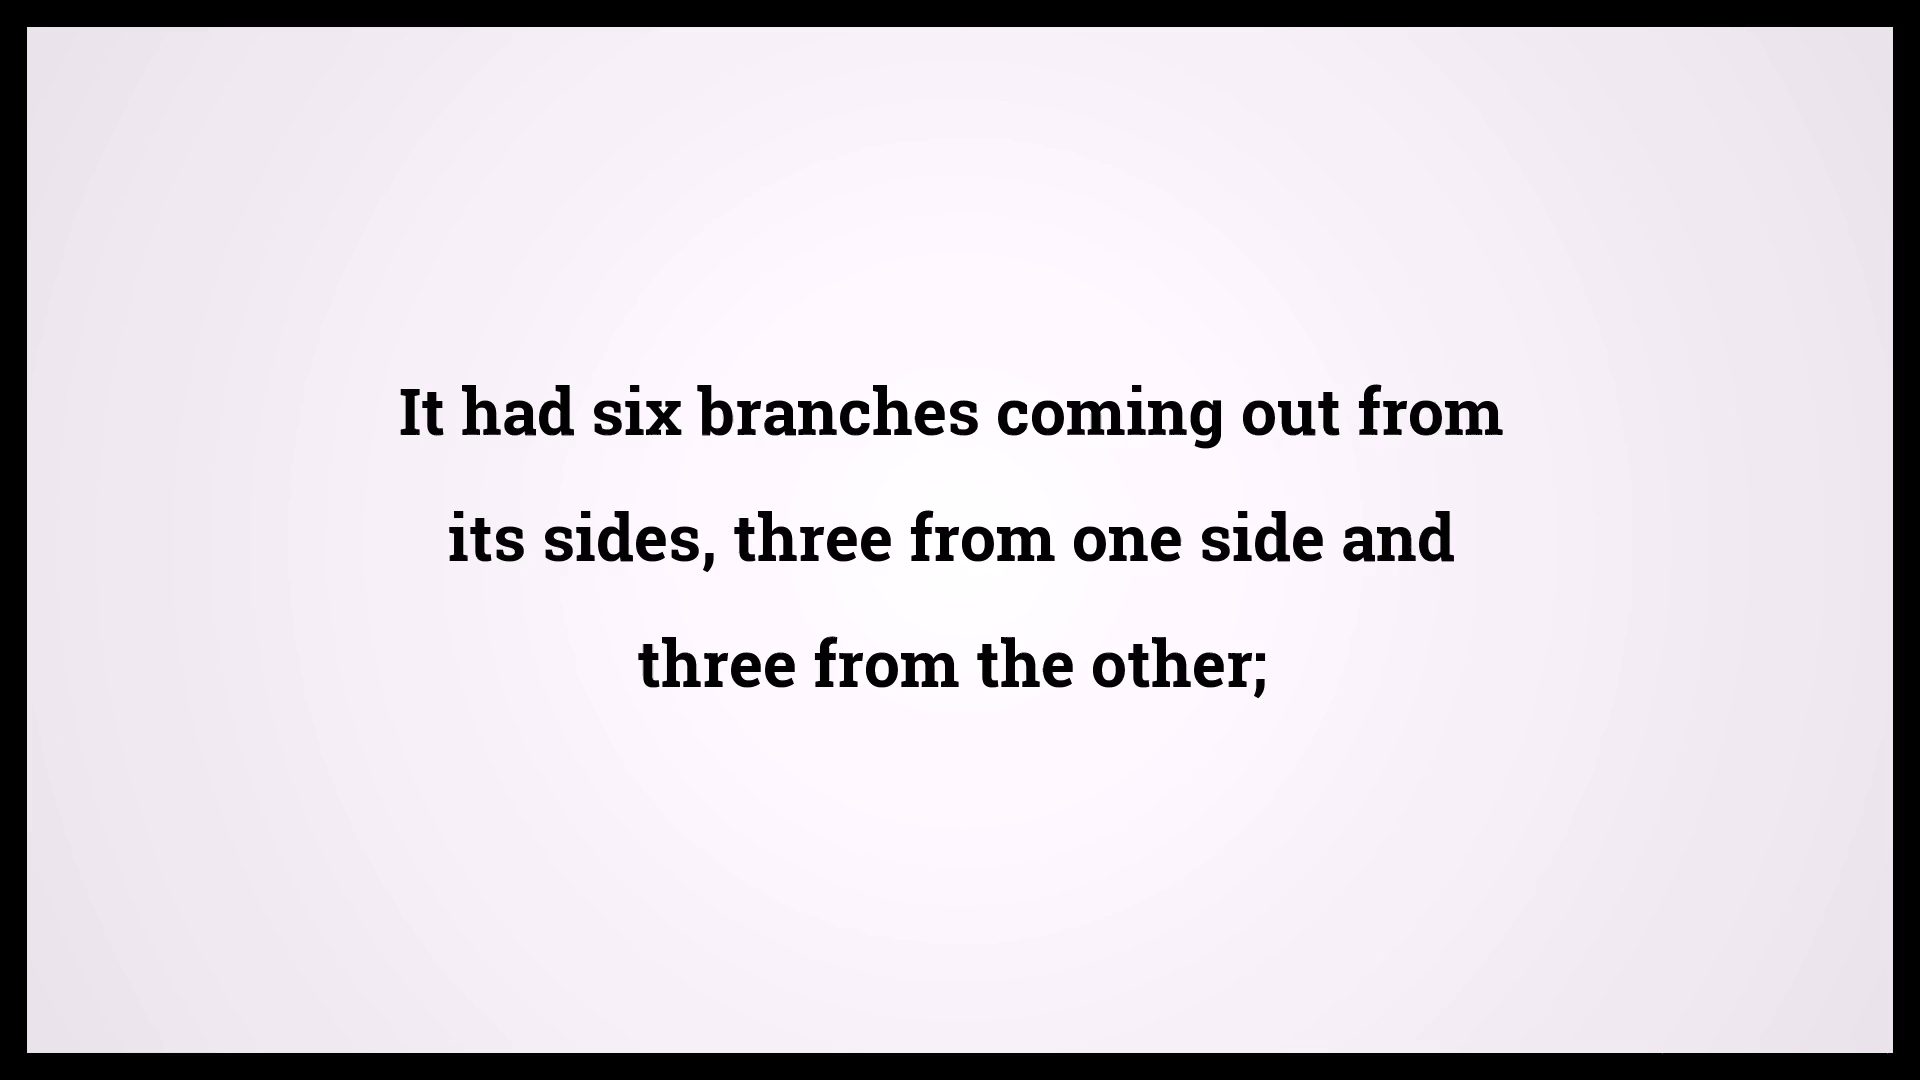 It had six branches coming out from
its sides, three from one side and
three from the other;